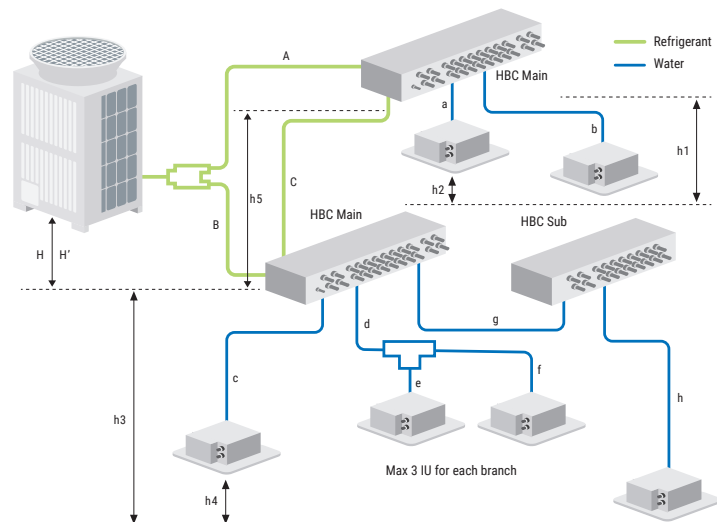 A
Refrigerant
Water
HBC Main
a
b
h1
h2
h5
C
B
HBC Main
HBC Sub
H
H’
d
g
c
e
f
h
h3
h4
Max 3 IU for each branch